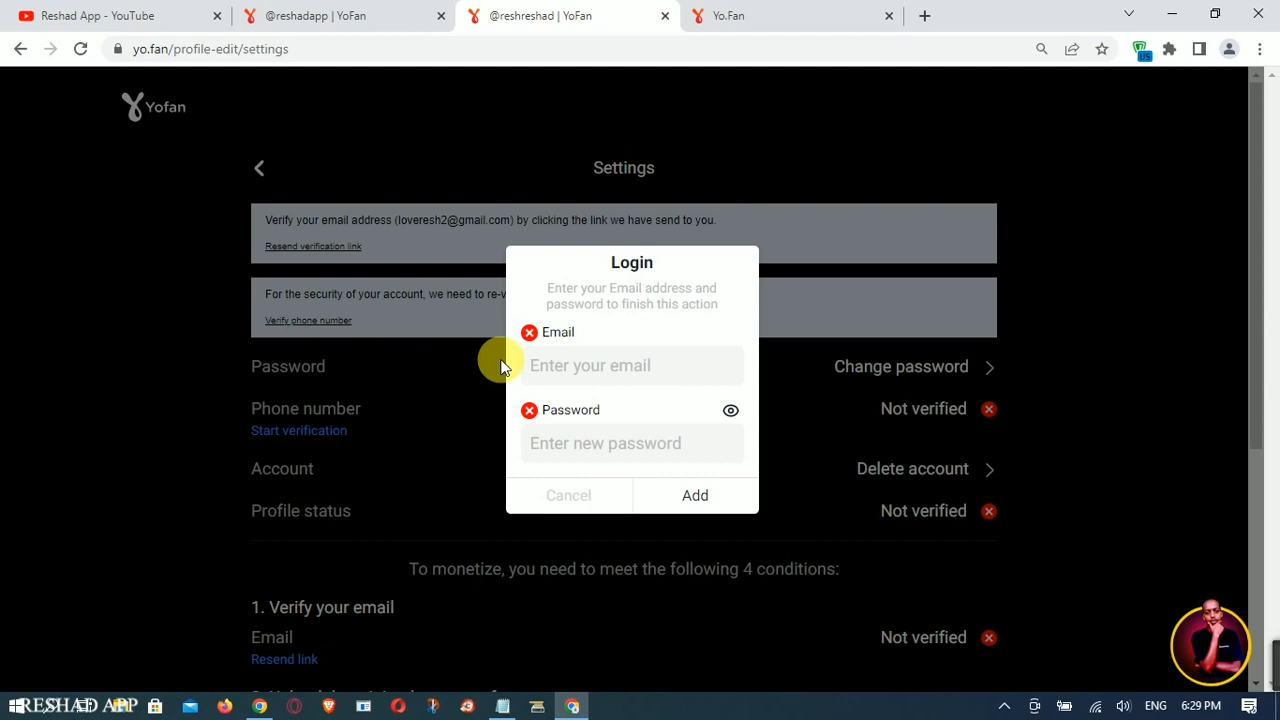 Reshad App - YouTube
@reshadapp | YoFan
@reshreshad | YoFan
Yo.Fan
yo.fan/profile-edit/settings
US
Yofan
Settings
Verify your email address (loveresh2@gmail.com) by clicking the link we have send to you.
Resend verification link
For the security of your account, we need to re-v
Verify phone number
Login
Enter your Email address and
password to finish this action
Email
Enter your email
Password
Enter new password
Cancel
Add
Password
Change password
Phone number
Not verified
Start verification
Account
Delete account
Profile status
Not verified
To monetize, you need to meet the following 4 conditions:
1. Verify your email
Email
Not verified
Resend link
RESHAD APP
ENG
6:29 PM